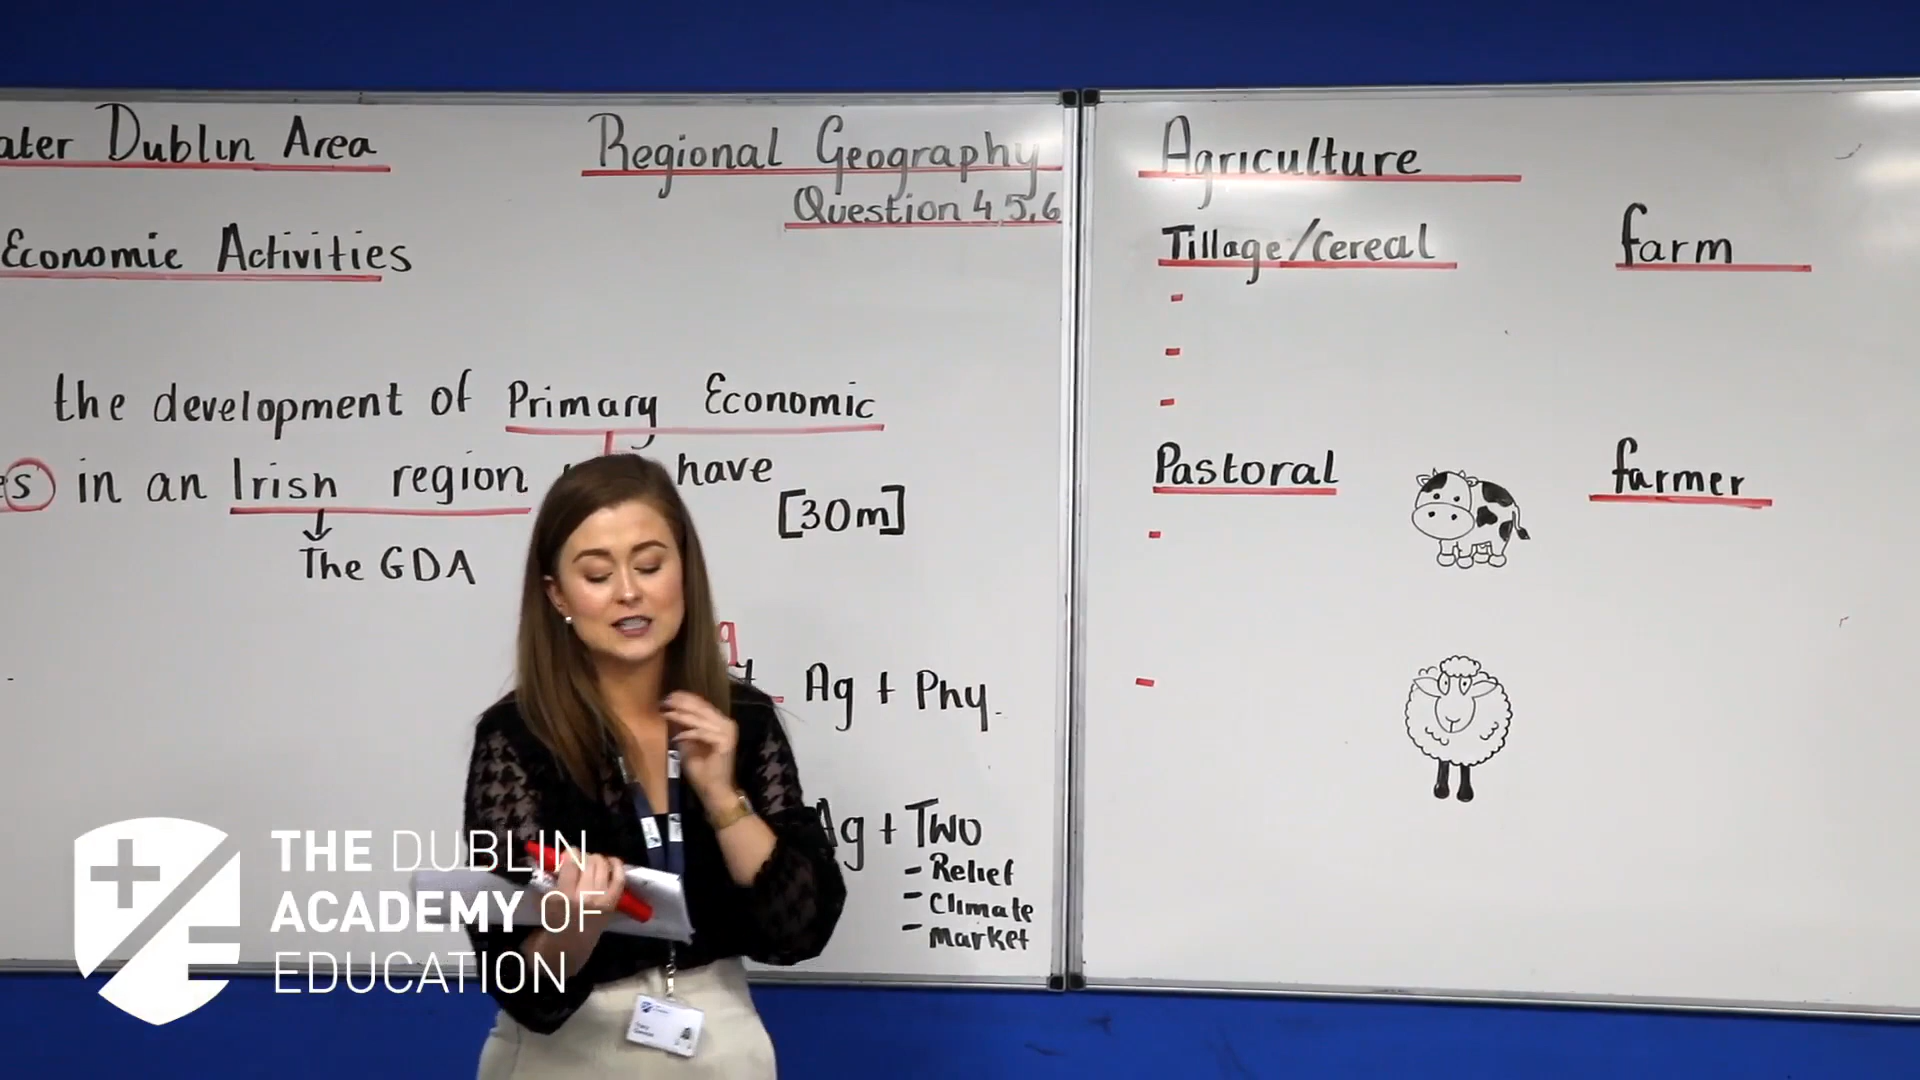 Dublin Area
Economic Activities
Regional Geography
Question 4,5,6
the development of Primary Economic
in an Irish region have
[30m]
The GDA
Ag + Phy.
Ag + Two
- Relief
- Climate
- Market
Agriculture
Tillage/Cereal
farm
Pastoral
farmer
THE DUBLIN
ACADEMY OF
EDUCATION